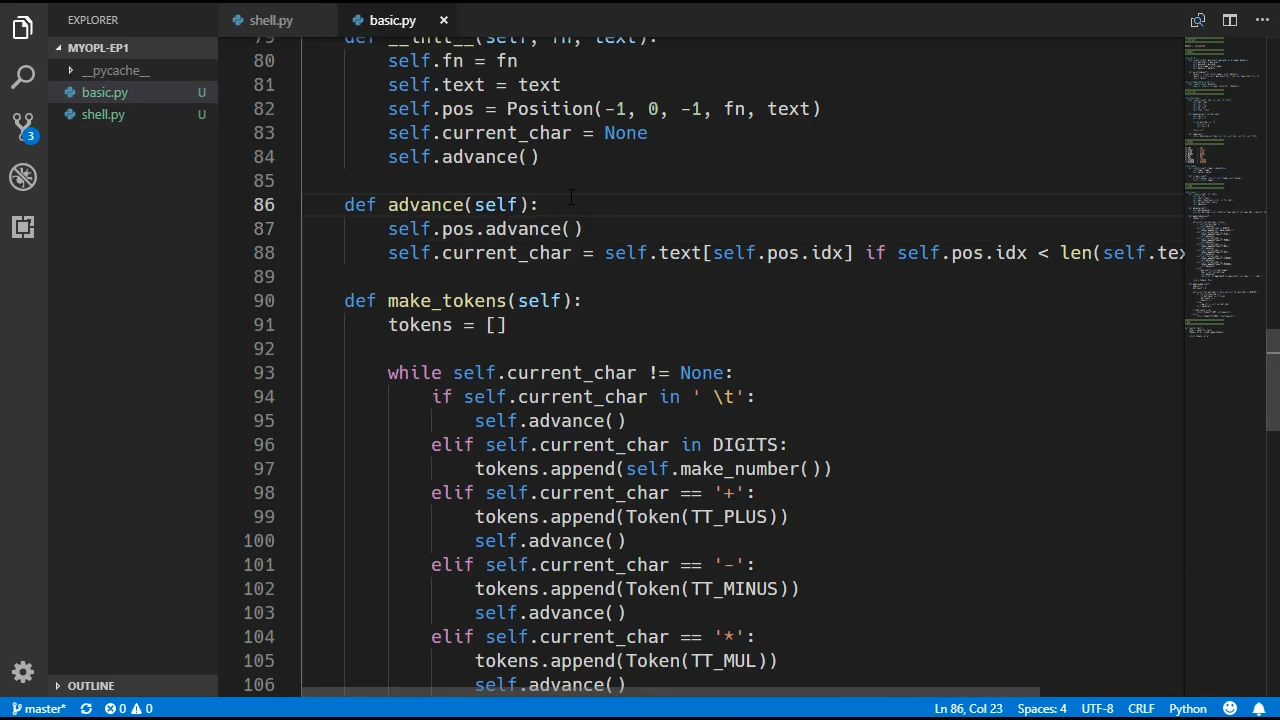 EXPLORER
shell.py
basic.py ×
MYOPL-EP1
__pycache__
basic.py U
shell.py U
3
79 def __init__(self, fn, text):
80 self.fn = fn
81 self.text = text
82 self.pos = Position(-1, 0, -1, fn, text)
83 self.current_char = None
84 self.advance()
85
86 def advance(self):
87 self.pos.advance()
88 self.current_char = self.text[self.pos.idx] if self.pos.idx < len(self.tex
89
90 def make_tokens(self):
91 tokens = []
92
93 while self.current_char != None:
94 if self.current_char in ' \t':
95 self.advance()
96 elif self.current_char in DIGITS:
97 tokens.append(self.make_number())
98 elif self.current_char == '+':
99 tokens.append(Token(TT_PLUS))
100 self.advance()
101 elif self.current_char == '-':
102 tokens.append(Token(TT_MINUS))
103 self.advance()
104 elif self.current_char == '*':
105 tokens.append(Token(TT_MUL))
106 self.advance()
OUTLINE
master* 0 0 Ln 86, Col 23 Spaces: 4 UTF-8 CRLF Python